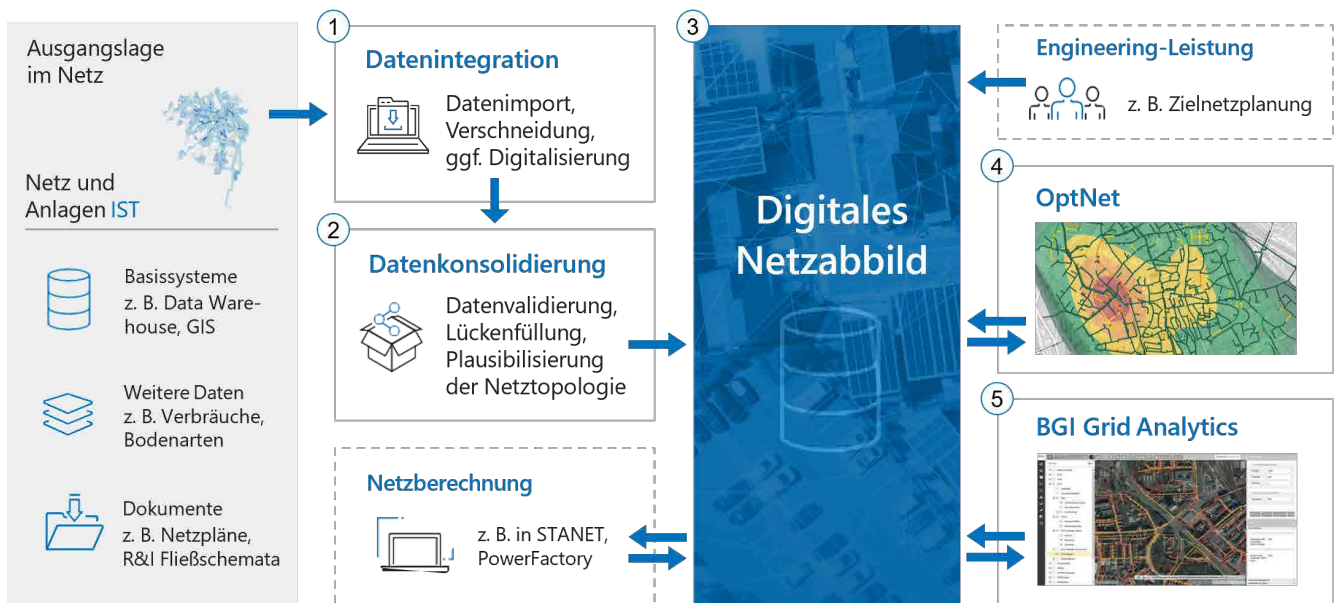 Ausgangslage
im Netz
Netz und
Anlagen IST
Basissysteme
z. B. Data Ware-
house, GIS
Weitere Daten
z. B. Verbräuche,
Bodenarten
Dokumente
z. B. Netzpläne,
R&I Fließschemata
1
Datenintegration
Datenimport,
Verschneidung,
ggf. Digitalisierung
2
Datenkonsolidierung
Datenvalidierung,
Lückenfüllung,
Plausibilisierung
der Netztopologie
Netzberechnung
z. B. in STANET,
PowerFactory
3
Digitales
Netzabbild
Engineering-Leistung
z. B. Zielnetzplanung
4
OptNet
5
BGI Grid Analytics